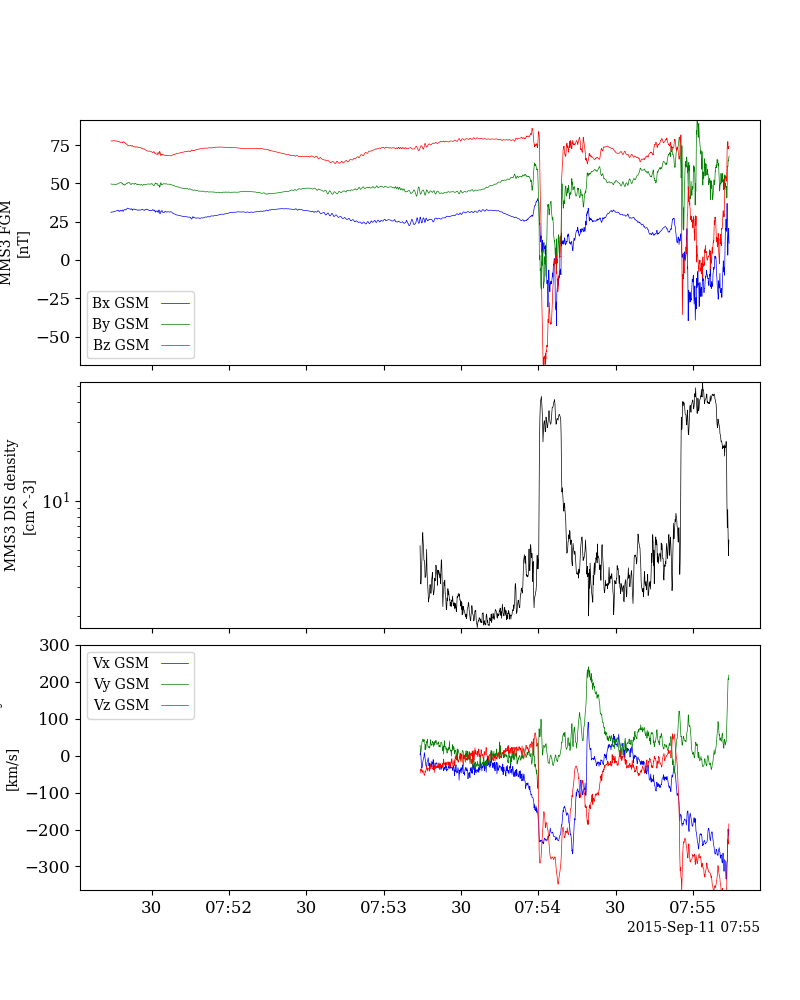 MMS3 FGM
[nT]
75
50
25
0
−25
−50
Bx GSM
By GSM
Bz GSM
MMS3 DIS density
[cm^-3]
10^1
300
200
100
0
−100
−200
−300
[km/s]
Vx GSM
Vy GSM
Vz GSM
30 07:52 30 07:53 30 07:54 30 07:55
2015-Sep-11 07:55